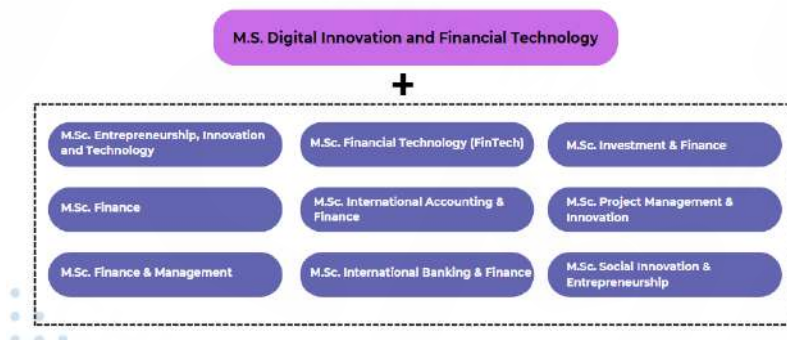 M.S. Digital Innovation and Financial Technology
+
M.Sc. Entrepreneurship, Innovation
and Technology
M.Sc. Financial Technology (FinTech)
M.Sc. Investment & Finance
M.Sc. Finance
M.Sc. International Accounting &
Finance
M.Sc. Project Management &
Innovation
M.Sc. Finance & Management
M.Sc. International Banking & Finance
M.Sc. Social Innovation &
Entrepreneurship